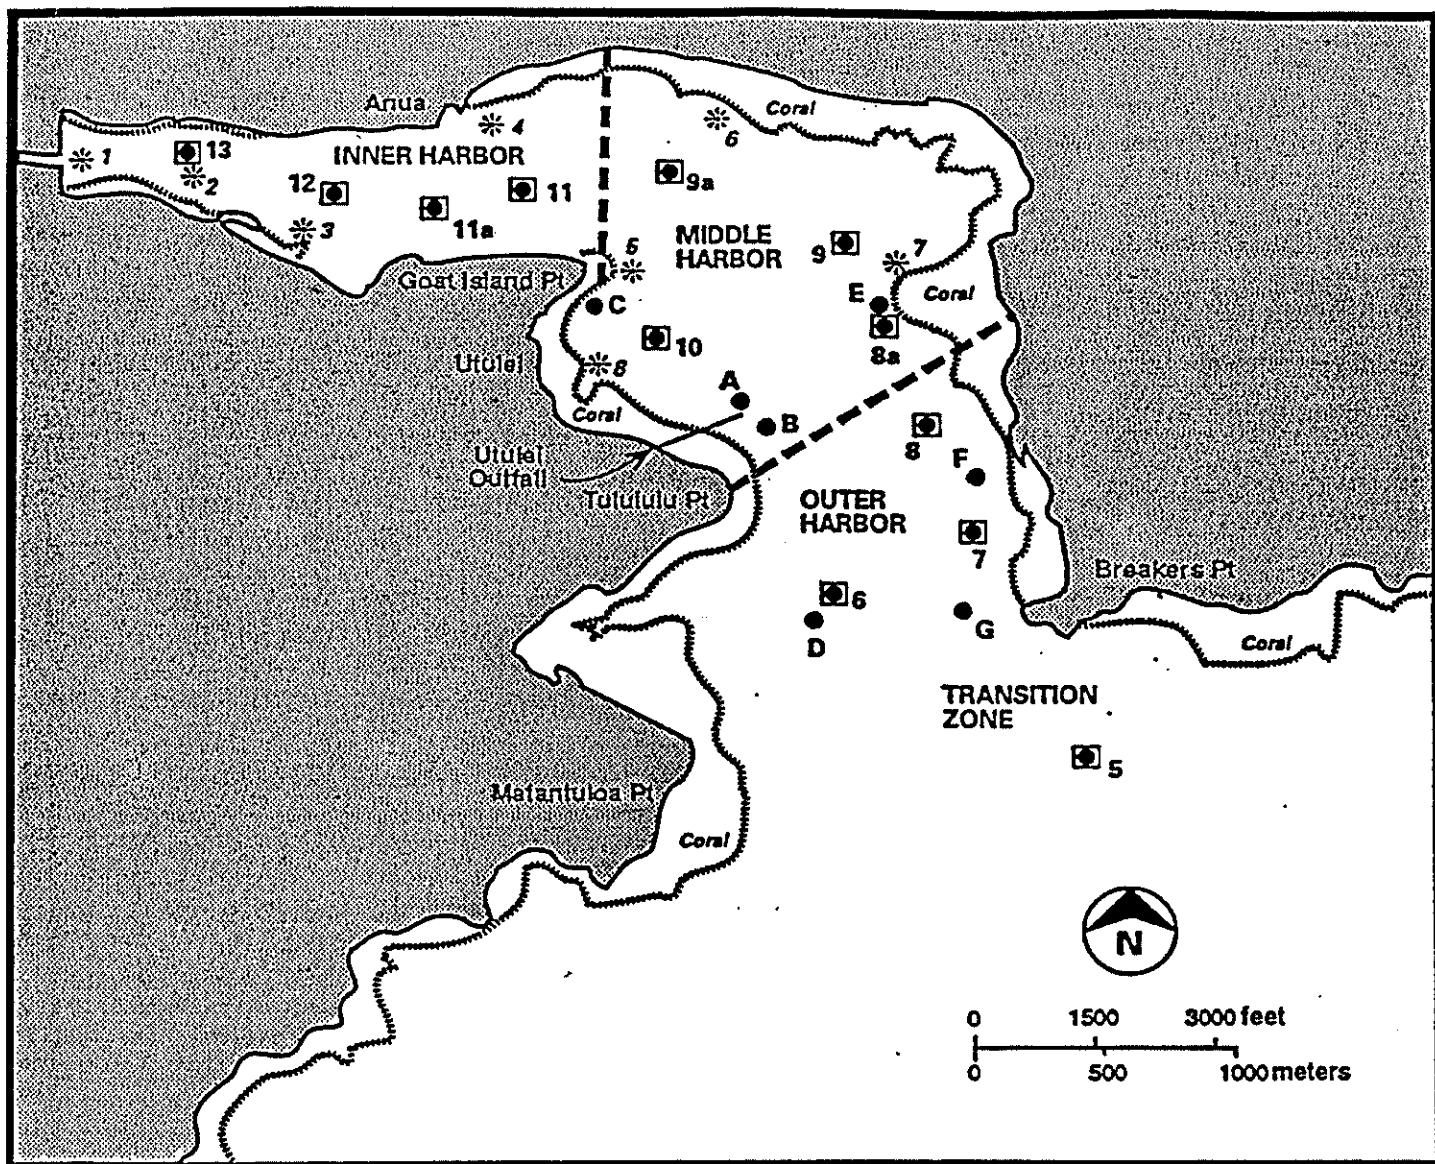 Anua
Coral
4
6
13
1
INNER HARBOR
2
12
11
9a
11a
3
MIDDLE
HARBOR
5
9
7
Goat Island Pt
C
E
Coral
10
8a
Utulei
8
A
Coral
B
8
Utulei
Outfall
F
Tulutulu Pt
OUTER
HARBOR
7
Breakers Pt
6
G
D
Coral
TRANSITION
ZONE
5
Matantuloa Pt
Coral
N
0 1500 3000 feet
0 500 1000 meters